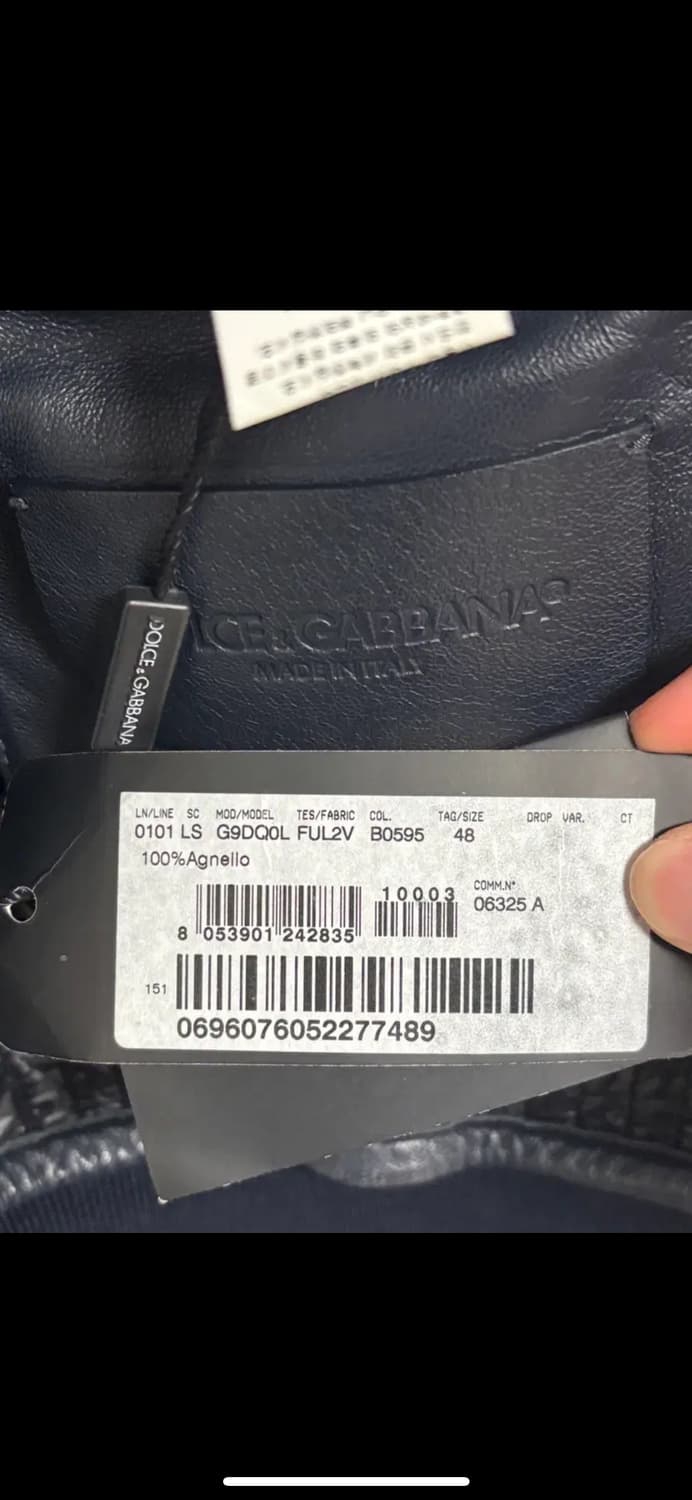 DOLCE & GABBANA
GABBANA
MADE IN ITALY
LN/LINE SC MOD/MODEL TES/FABRIC COL. TAG/SIZE DROP VAR. CT
0101 LS G9DQ0L FUL2V B0595 48
100%Agnello
10003
COMM.N°
06325 A
8 053901 242835
151
0696076052277489